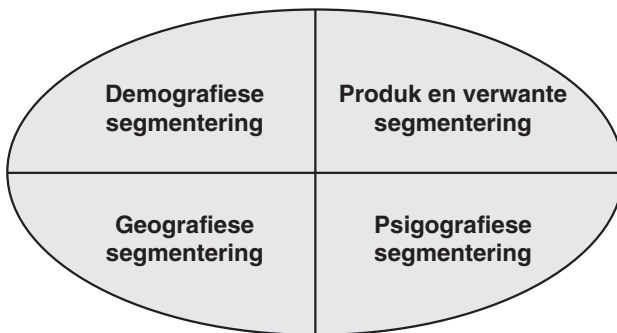 Demografiese
segmentering
Produk en verwante
segmentering
Geografiese
segmentering
Psigografiese
segmentering